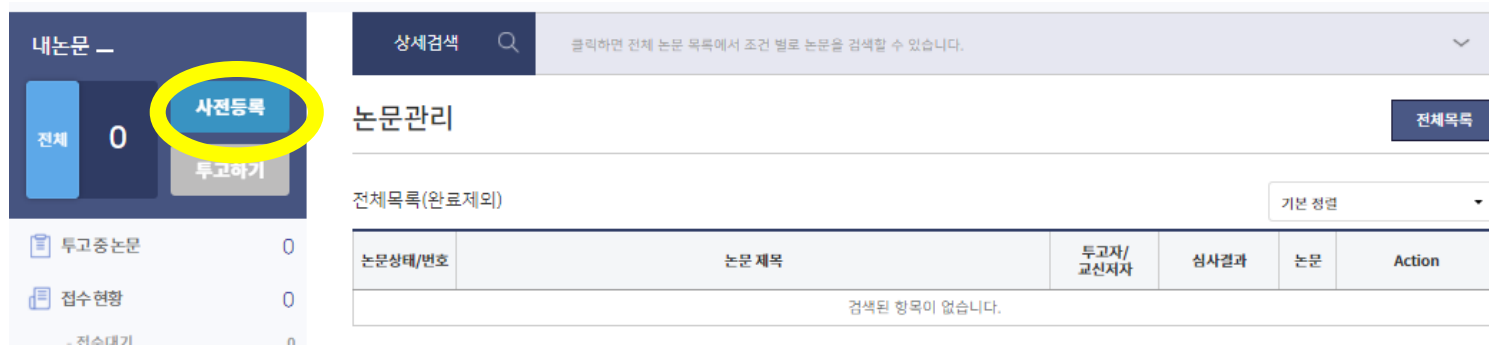 내논문
상세검색
클릭하면 전체 논문 목록에서 조건 별로 논문을 검색할 수 있습니다.
전체
0
사전등록
투고하기
논문관리
전체목록
전체목록(완료제외)
기본 정렬
투고중논문 0
접수현황 0
- 접수대기 0
논문상태/번호
논문 제목
투고자/
교신저자
심사결과
논문
Action
검색된 항목이 없습니다.